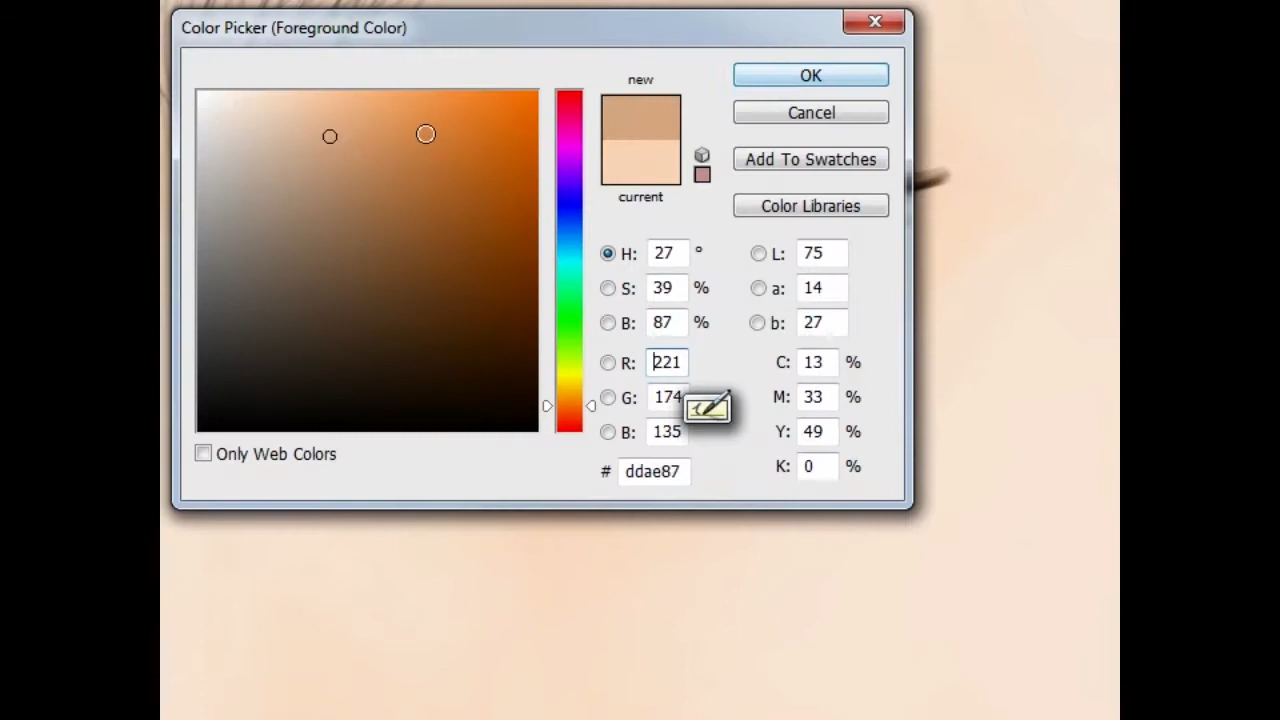 Color Picker (Foreground Color)
new
current
OK
Cancel
Add To Swatches
Color Libraries
H: 27 °
S: 39 %
B: 87 %
R: 221
G: 174
B: 135
# ddae87
L: 75
a: 14
b: 27
C: 13 %
M: 33 %
Y: 49 %
K: 0 %
Only Web Colors